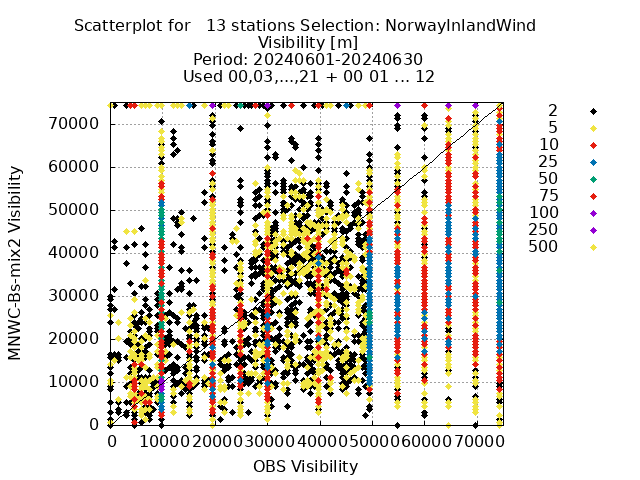 Scatterplot for   13 stations Selection: NorwayInlandWind
Visibility [m]
Period: 20240601-20240630
Used 00,03,...,21 + 00 01 ... 12
MNWC-Bs-mix2 Visibility
70000
60000
50000
40000
30000
20000
10000
0
0 10000 20000 30000 40000 50000 60000 70000
OBS Visibility
2
5
10
25
50
75
100
250
500